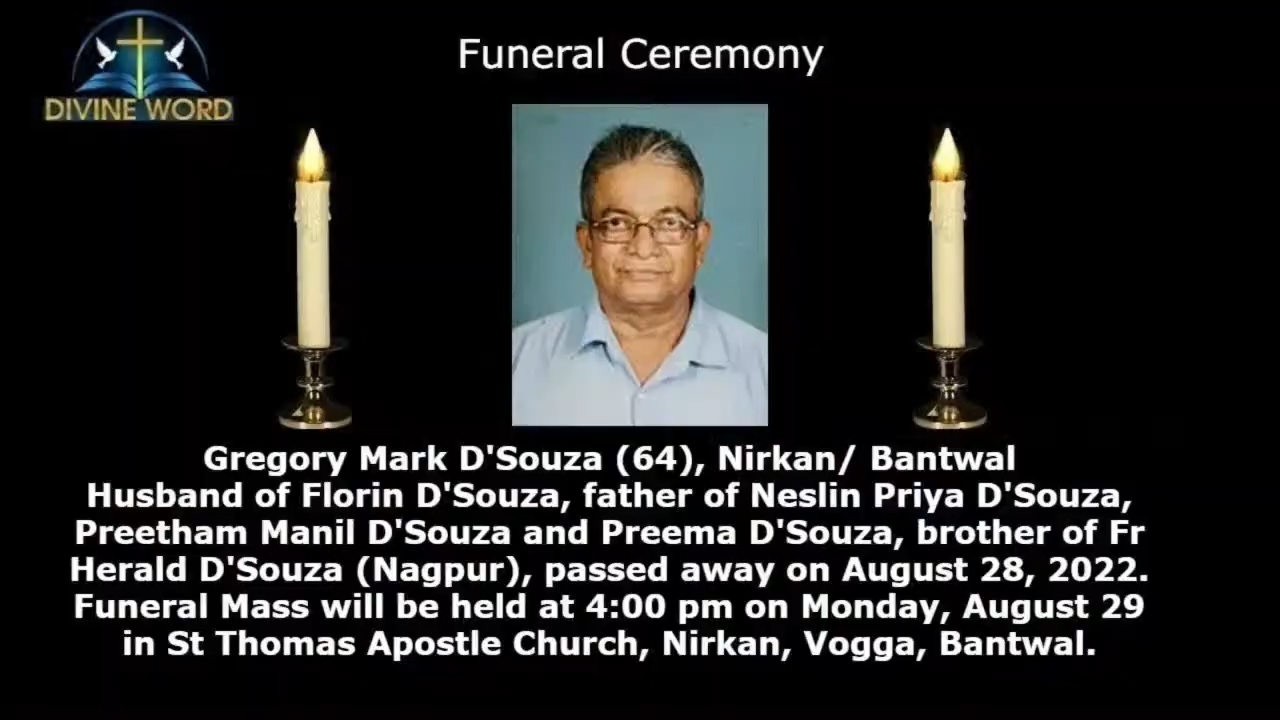 DIVINE WORD
Funeral Ceremony
Gregory Mark D'Souza (64), Nirkan/ Bantwal
Husband of Florin D'Souza, father of Neslin Priya D'Souza,
Preetham Manil D'Souza and Preema D'Souza, brother of Fr
Herald D'Souza (Nagpur), passed away on August 28, 2022.
Funeral Mass will be held at 4:00 pm on Monday, August 29
in St Thomas Apostle Church, Nirkan, Vogga, Bantwal.